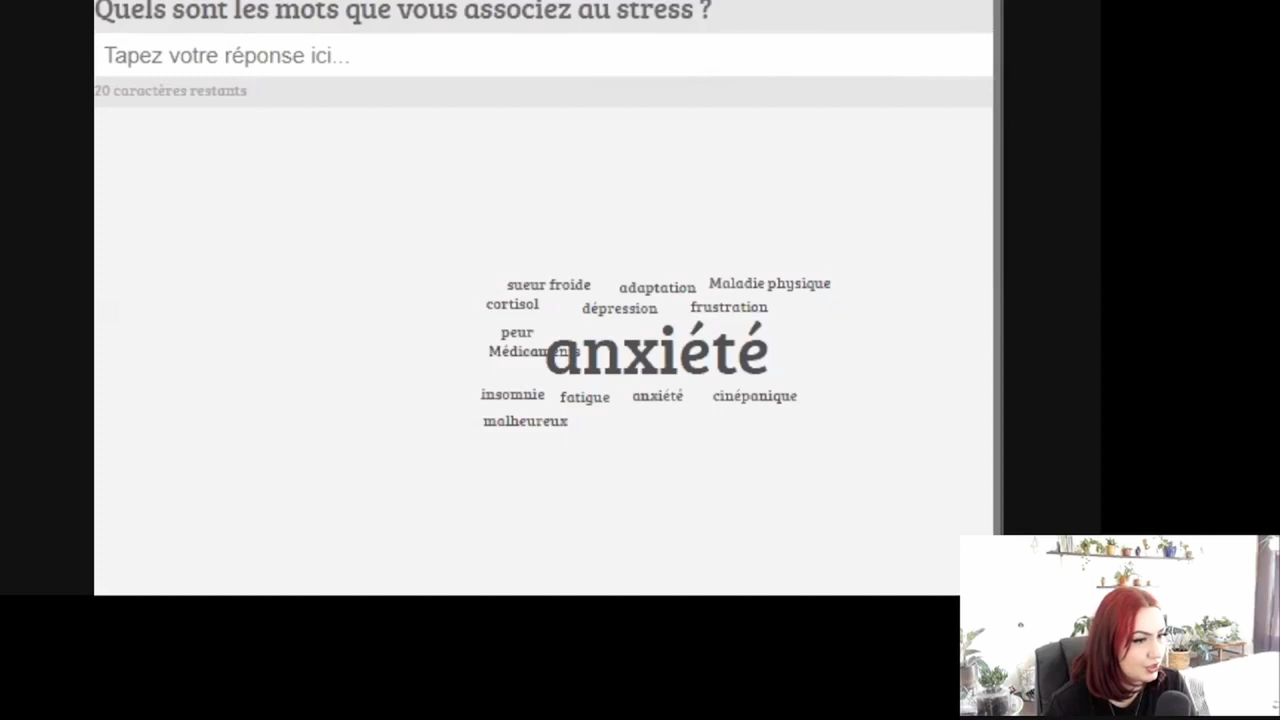 Quels sont les mots que vous associez au stress ?
Tapez votre réponse ici...
20 caractères restants
sueur froide adaptation Maladie physique
cortisol dépression frustration
peur
Médicaments anxiété
insomnie fatigue anxiété cinépanique
malheureux